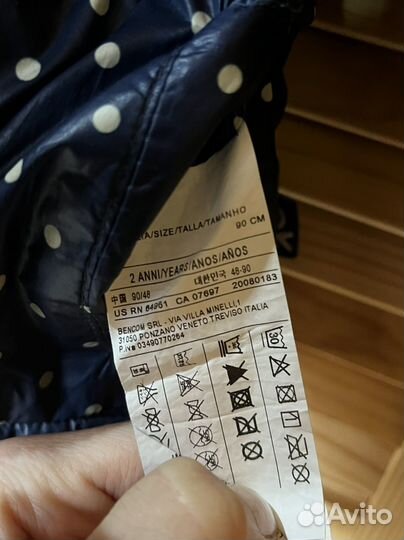 IA/SIZE/TALLA/TAMANHO
90 CM
2 ANNI/YEARS/ANOS/AÑOS
中国 90/48 대한민국 48-90
US RN 64951 CA 07697 20080183
BENCOM SRL - VIA VILLA MINELLI,1
31050 PONZANO VENETO TREVISO ITALIA
P.iva 03490770264
30
Avito